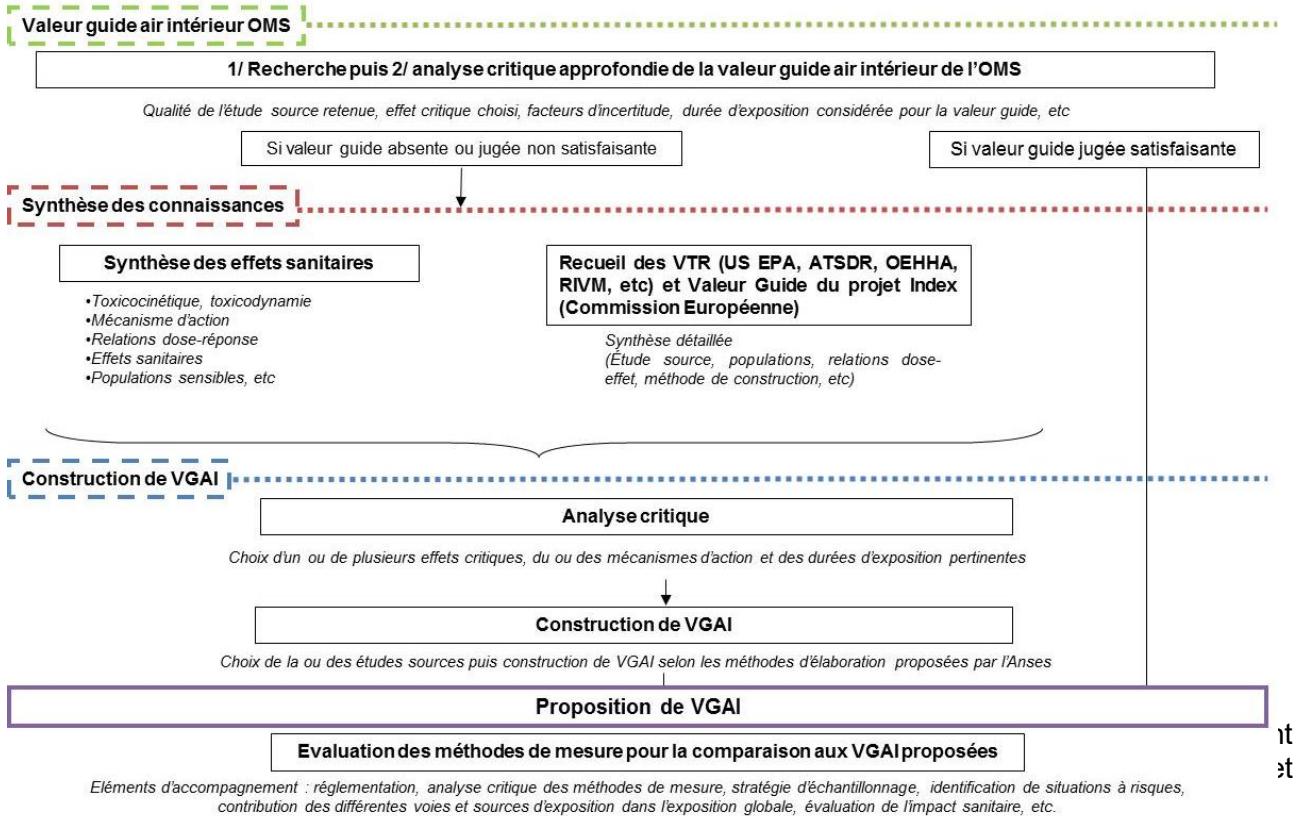 Valeur guide air intérieur OMS
1/ Recherche puis 2/ analyse critique approfondie de la valeur guide air intérieur de l'OMS
Qualité de l'étude source retenue, effet critique choisi, facteurs d'incertitude, durée d'exposition considérée pour la valeur guide, etc
Si valeur guide absente ou jugée non satisfaisante
Si valeur guide jugée satisfaisante
Synthèse des connaissances
Synthèse des effets sanitaires
•Toxicocinétique, toxicodynamie
•Mécanisme d'action
•Relations dose-réponse
•Effets sanitaires
•Populations sensibles, etc
Recueil des VTR (US EPA, ATSDR, OEHHA,
RIVM, etc) et Valeur Guide du projet Index
(Commission Européenne)
Synthèse détaillée
(Étude source, populations, relations dose-
effet, méthode de construction, etc)
Construction de VGAI
Analyse critique
Choix d'un ou de plusieurs effets critiques, du ou des mécanismes d'action et des durées d'exposition pertinentes
Construction de VGAI
Choix de la ou des études sources puis construction de VGAI selon les méthodes d'élaboration proposées par l'Anses
Proposition de VGAI
Evaluation des méthodes de mesure pour la comparaison aux VGAI proposées
Eléments d'accompagnement : réglementation, analyse critique des méthodes de mesure, stratégie d'échantillonnage, identification de situations à risques,
contribution des différentes voies et sources d'exposition dans l'exposition globale, évaluation de l'impact sanitaire, etc.
et